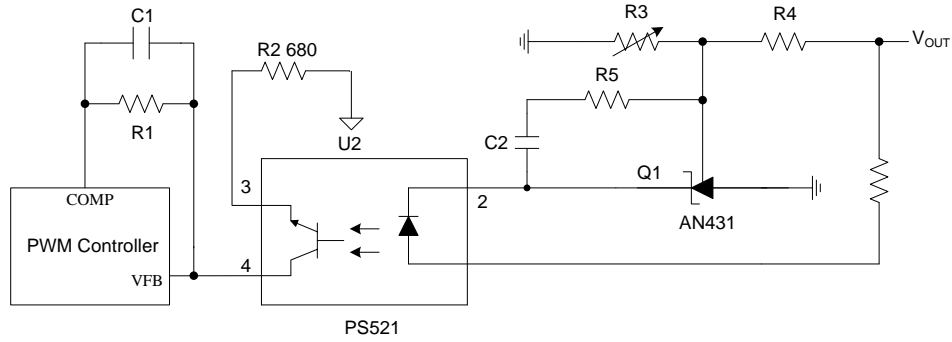 C1
R1
COMP
PWM Controller
VFB
R2 680
U2
3
4
2
PS521
C2
R5
R3
R4
VOUT
Q1
AN431